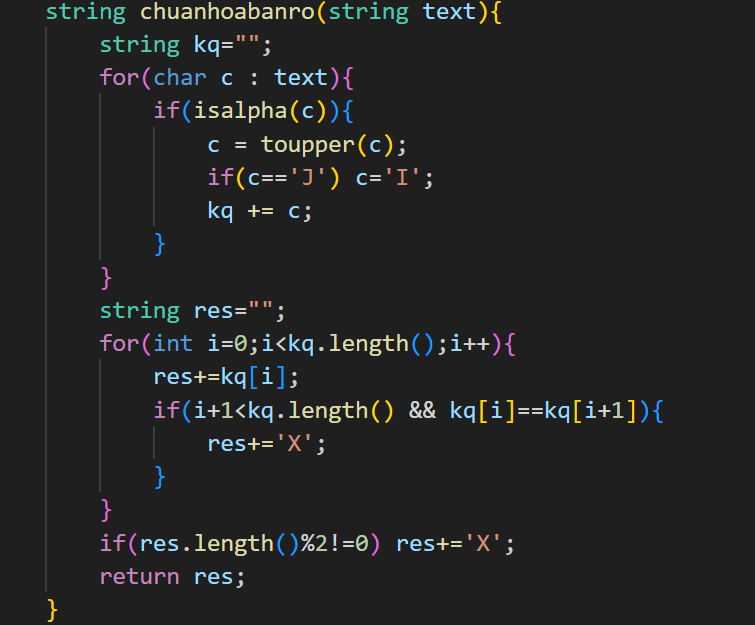 string chuanhoabanro(string text){
    string kq="";
    for(char c : text){
        if(isalpha(c)){
            c = toupper(c);
            if(c=='J') c='I';
            kq += c;
        }
    }
    string res="";
    for(int i=0;i<kq.length();i++){
        res+=kq[i];
        if(i+1<kq.length() && kq[i]==kq[i+1]){
            res+='X';
        }
    }
    if(res.length()%2!=0) res+='X';
    return res;
}